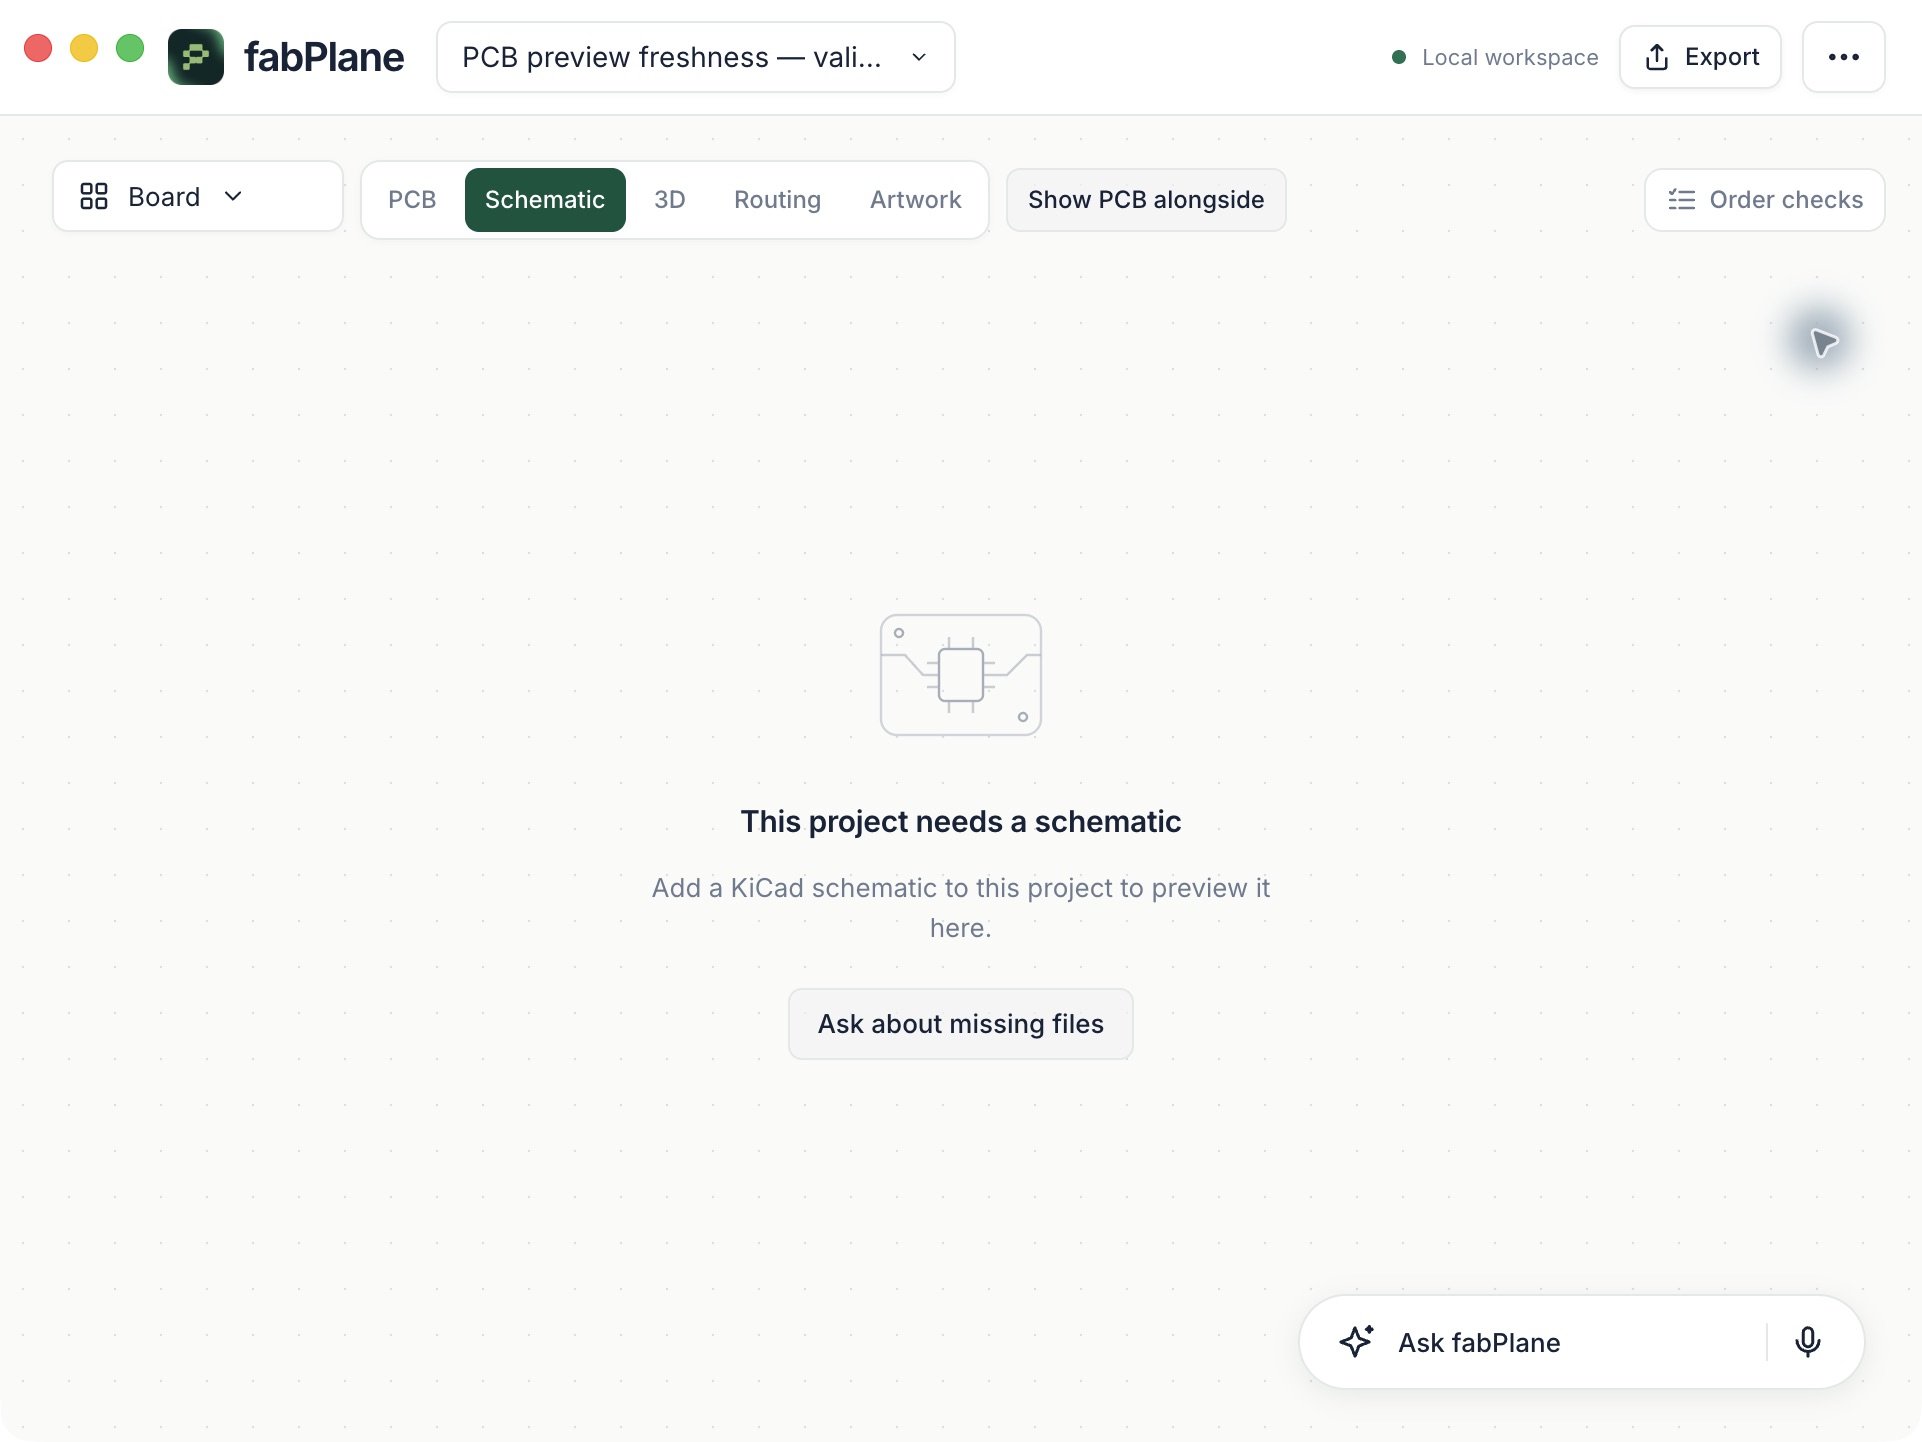 fabPlane
PCB preview freshness — vali...
Local workspace
Export
Board
PCB
Schematic
3D
Routing
Artwork
Show PCB alongside
Order checks
This project needs a schematic
Add a KiCad schematic to this project to preview it
here.
Ask about missing files
Ask fabPlane